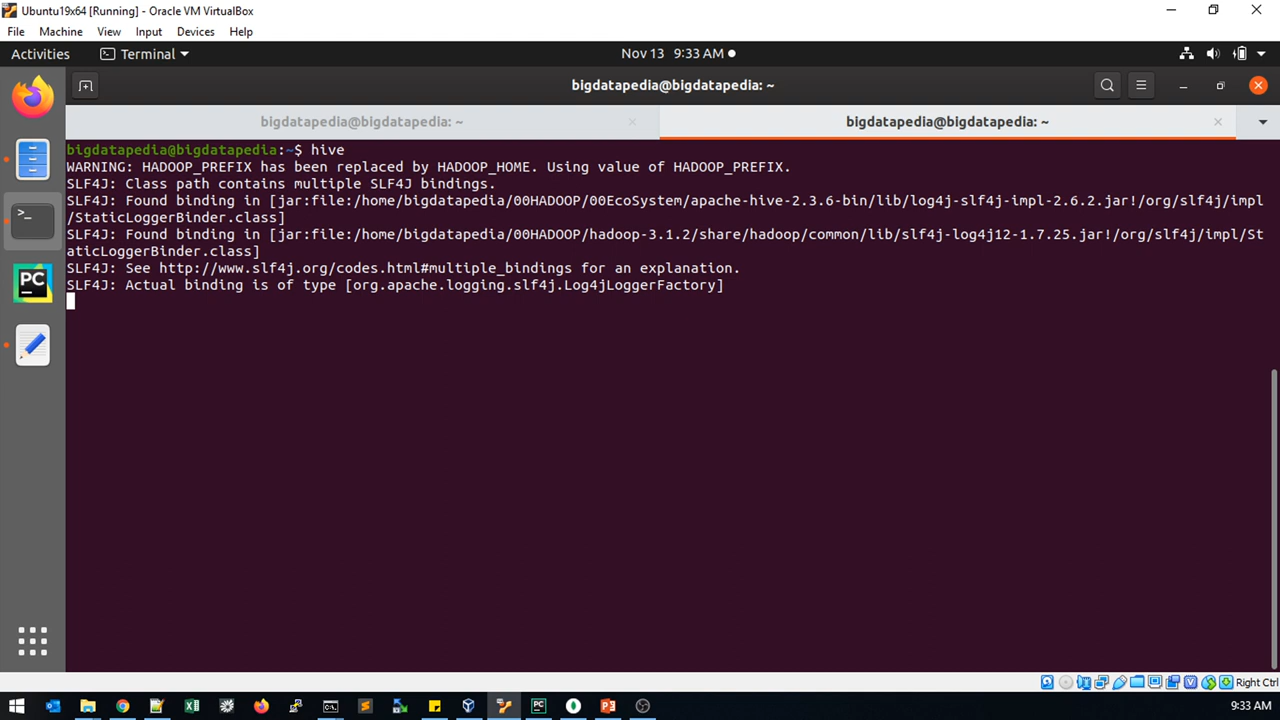 Ubuntu19x64 [Running] - Oracle VM VirtualBox
File Machine View Input Devices Help
Activities Terminal Nov 13 9:33 AM
bigdatapedia@bigdatapedia: ~
bigdatapedia@bigdatapedia: ~ bigdatapedia@bigdatapedia: ~
bigdatapedia@bigdatapedia:~$ hive
WARNING: HADOOP_PREFIX has been replaced by HADOOP_HOME. Using value of HADOOP_PREFIX.
SLF4J: Class path contains multiple SLF4J bindings.
SLF4J: Found binding in [jar:file:/home/bigdatapedia/00HADOOP/00EcoSystem/apache-hive-2.3.6-bin/lib/log4j-slf4j-impl-2.6.2.jar!/org/slf4j/impl
/StaticLoggerBinder.class]
SLF4J: Found binding in [jar:file:/home/bigdatapedia/00HADOOP/hadoop-3.1.2/share/hadoop/common/lib/slf4j-log4j12-1.7.25.jar!/org/slf4j/impl/St
aticLoggerBinder.class]
SLF4J: See http://www.slf4j.org/codes.html#multiple_bindings for an explanation.
SLF4J: Actual binding is of type [org.apache.logging.slf4j.Log4jLoggerFactory]
PC
Right Ctrl
9:33 AM